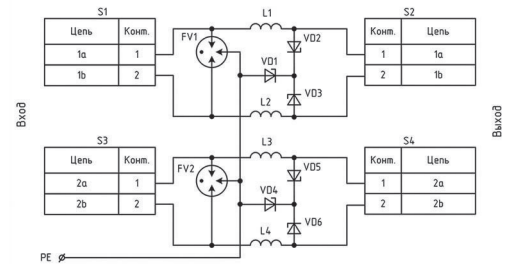 S1
Цепь Конт.
1a 1
1b 2
FV1
L1
VD2
VD1
VD3
L2
S2
Конт. Цепь
1 1a
2 1b
Вход
Выход
S3
Цепь Конт.
2a 1
2b 2
FV2
L3
VD5
VD4
VD6
L4
S4
Конт. Цепь
1 2a
2 2b
PE